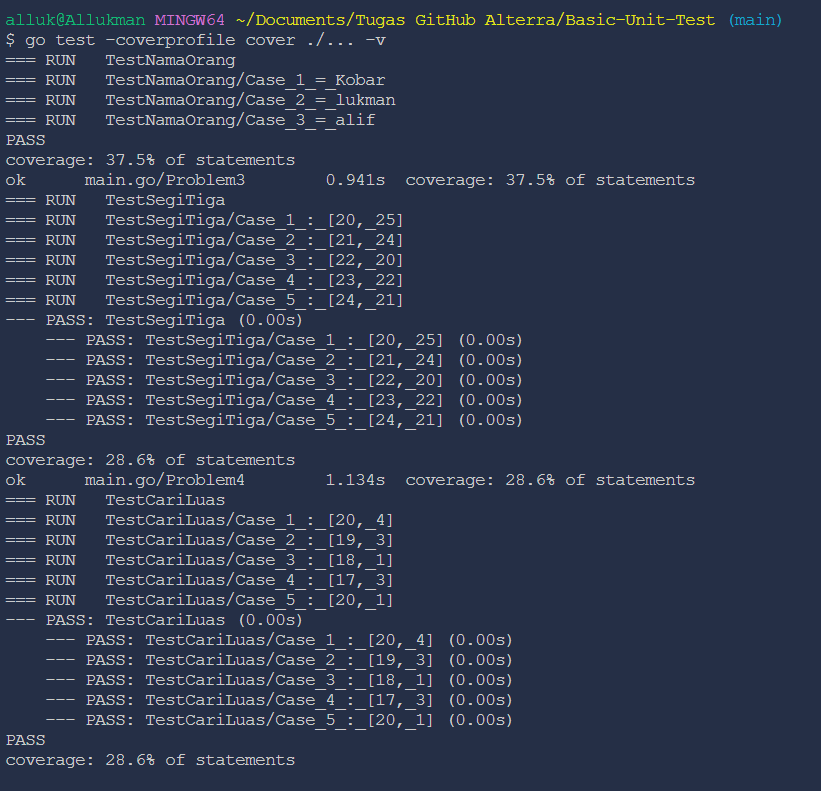 alluk@Allukman MINGW64 ~/Documents/Tugas GitHub Alterra/Basic-Unit-Test (main)
$ go test -coverprofile cover ./... -v
=== RUN   TestNamaOrang
=== RUN   TestNamaOrang/Case_1_=_Kobar
=== RUN   TestNamaOrang/Case_2_=_lukman
=== RUN   TestNamaOrang/Case_3_=_alif
PASS
coverage: 37.5% of statements
ok      main.go/Problem3        0.941s  coverage: 37.5% of statements
=== RUN   TestSegiTiga
=== RUN   TestSegiTiga/Case_1_:_[20,_25]
=== RUN   TestSegiTiga/Case_2_:_[21,_24]
=== RUN   TestSegiTiga/Case_3_:_[22,_20]
=== RUN   TestSegiTiga/Case_4_:_[23,_22]
=== RUN   TestSegiTiga/Case_5_:_[24,_21]
--- PASS: TestSegiTiga (0.00s)
    --- PASS: TestSegiTiga/Case_1_:_[20,_25] (0.00s)
    --- PASS: TestSegiTiga/Case_2_:_[21,_24] (0.00s)
    --- PASS: TestSegiTiga/Case_3_:_[22,_20] (0.00s)
    --- PASS: TestSegiTiga/Case_4_:_[23,_22] (0.00s)
    --- PASS: TestSegiTiga/Case_5_:_[24,_21] (0.00s)
PASS
coverage: 28.6% of statements
ok      main.go/Problem4        1.134s  coverage: 28.6% of statements
=== RUN   TestCariLuas
=== RUN   TestCariLuas/Case_1_:_[20,_4]
=== RUN   TestCariLuas/Case_2_:_[19,_3]
=== RUN   TestCariLuas/Case_3_:_[18,_1]
=== RUN   TestCariLuas/Case_4_:_[17,_3]
=== RUN   TestCariLuas/Case_5_:_[20,_1]
--- PASS: TestCariLuas (0.00s)
    --- PASS: TestCariLuas/Case_1_:_[20,_4] (0.00s)
    --- PASS: TestCariLuas/Case_2_:_[19,_3] (0.00s)
    --- PASS: TestCariLuas/Case_3_:_[18,_1] (0.00s)
    --- PASS: TestCariLuas/Case_4_:_[17,_3] (0.00s)
    --- PASS: TestCariLuas/Case_5_:_[20,_1] (0.00s)
PASS
coverage: 28.6% of statements